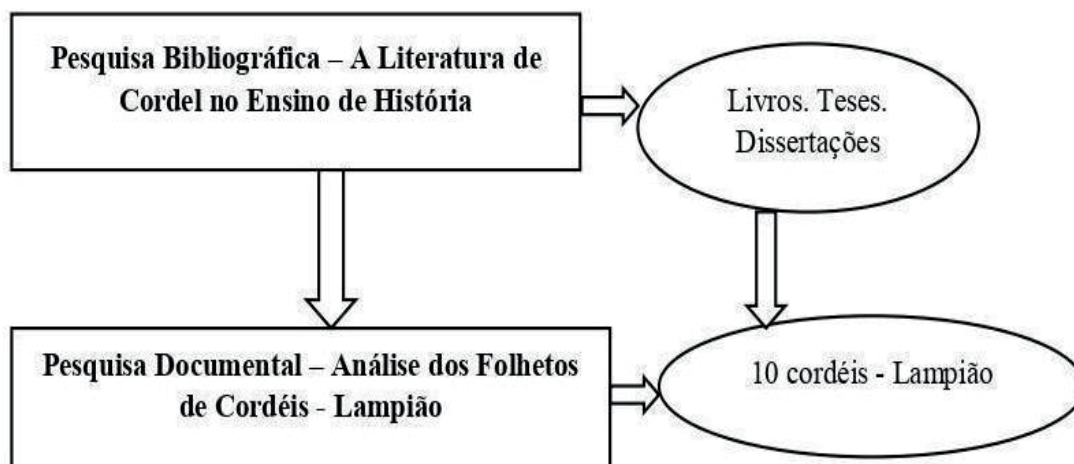 Pesquisa Bibliográfica – A Literatura de
Cordel no Ensino de História
Livros. Teses.
Dissertações
Pesquisa Documental – Análise dos Folhetos
de Cordéis - Lampião
10 cordéis - Lampião